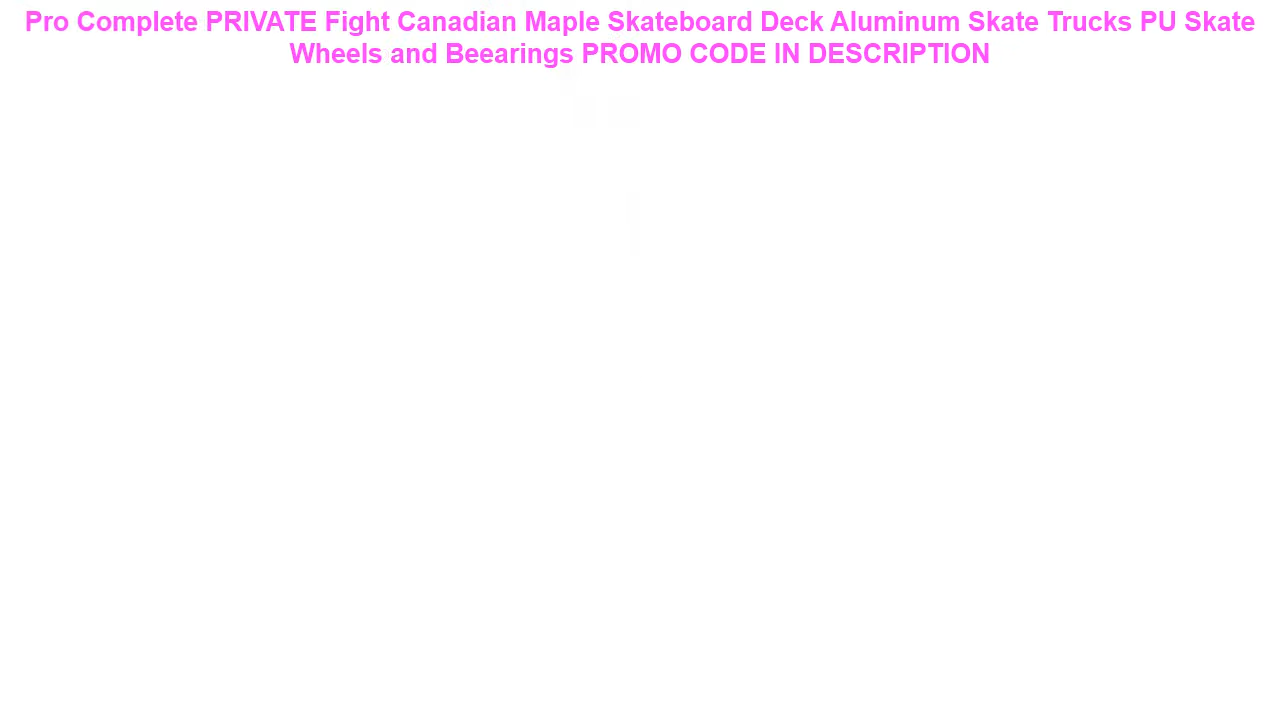 Pro Complete PRIVATE Fight Canadian Maple Skateboard Deck Aluminum Skate Trucks PU Skate
Wheels and Beearings PROMO CODE IN DESCRIPTION